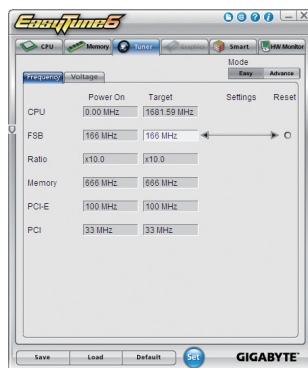 EasyTune6
CPU Memory Tuner Graphics Smart HW Monitor
Mode
Easy Advance
Frequency Voltage
Power On Target Settings Reset
CPU 0.00 MHz 1681.59 MHz
FSB 166 MHz 166 MHz
Ratio x10.0 x10.0
Memory 666 MHz 666 MHz
PCI-E 100 MHz 100 MHz
PCI 33 MHz 33 MHz
Save Load Default Set GIGABYTE™